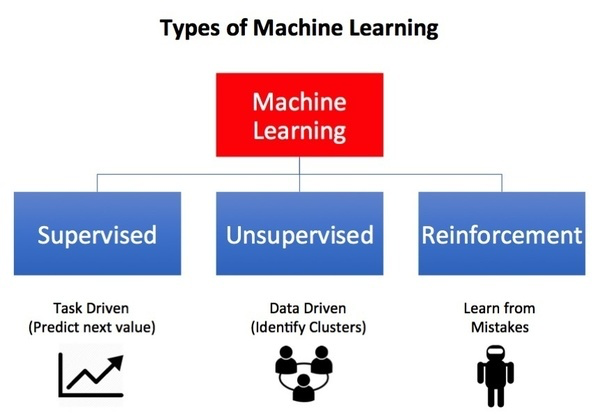 Types of Machine Learning
Machine
Learning
Supervised
Unsupervised
Reinforcement
Task Driven
(Predict next value)
Data Driven
(Identify Clusters)
Learn from
Mistakes